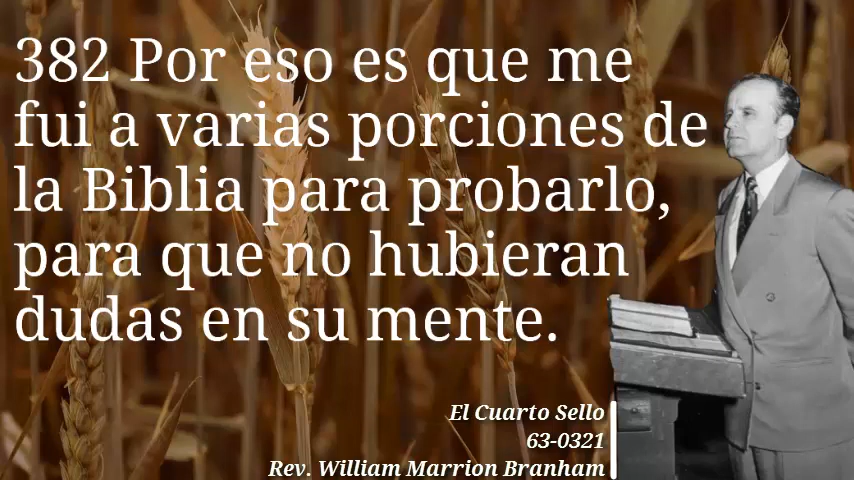 382 Por eso es que me
fui a varias porciones de
la Biblia para probarlo,
para que no hubieran
dudas en su mente.
El Cuarto Sello
63-0321
Rev. William Marrion Branham